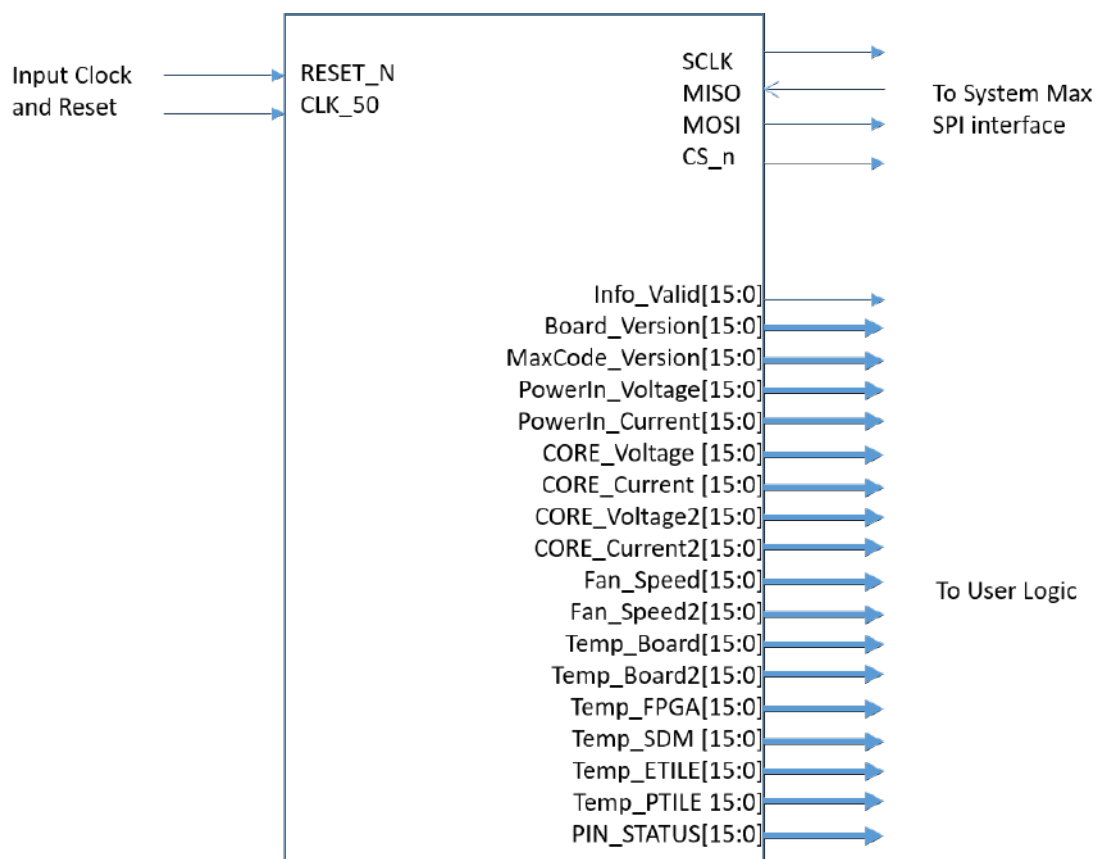 Input Clock
and Reset
RESET_N
CLK_50
SCLK
MISO
MOSI
CS_n
To System Max
SPI interface
Info_Valid[15:0]
Board_Version[15:0]
MaxCode_Version[15:0]
PowerIn_Voltage[15:0]
PowerIn_Current[15:0]
CORE_Voltage [15:0]
CORE_Current [15:0]
CORE_Voltage2[15:0]
CORE_Current2[15:0]
Fan_Speed[15:0]
Fan_Speed2[15:0]
Temp_Board[15:0]
Temp_Board2[15:0]
Temp_FPGA[15:0]
Temp_SDM [15:0]
Temp_ETILE[15:0]
Temp_PTILE 15:0]
PIN_STATUS[15:0]
To User Logic